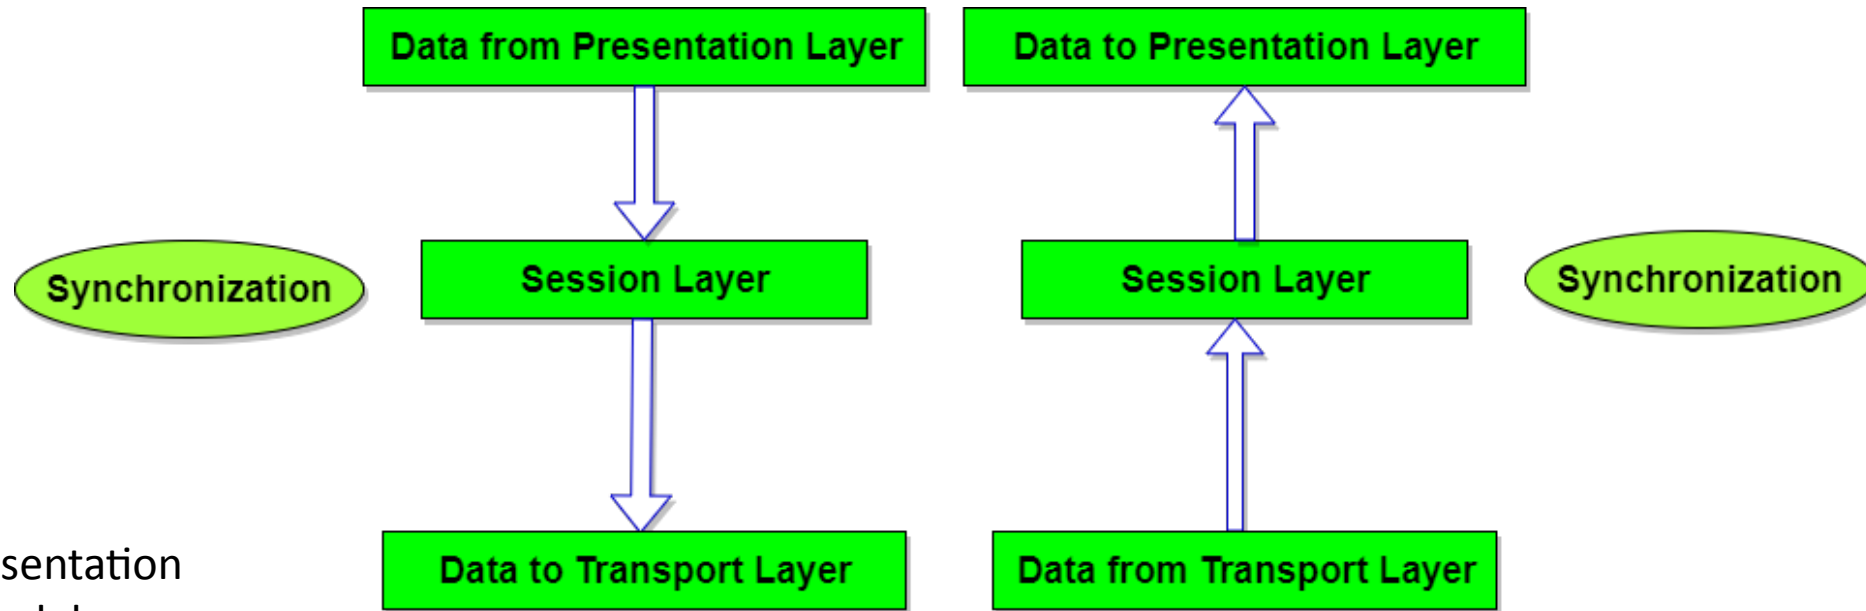 Data from Presentation Layer
Data to Presentation Layer
Synchronization
Session Layer
Session Layer
Synchronization
sentation
Data to Transport Layer
Data from Transport Layer